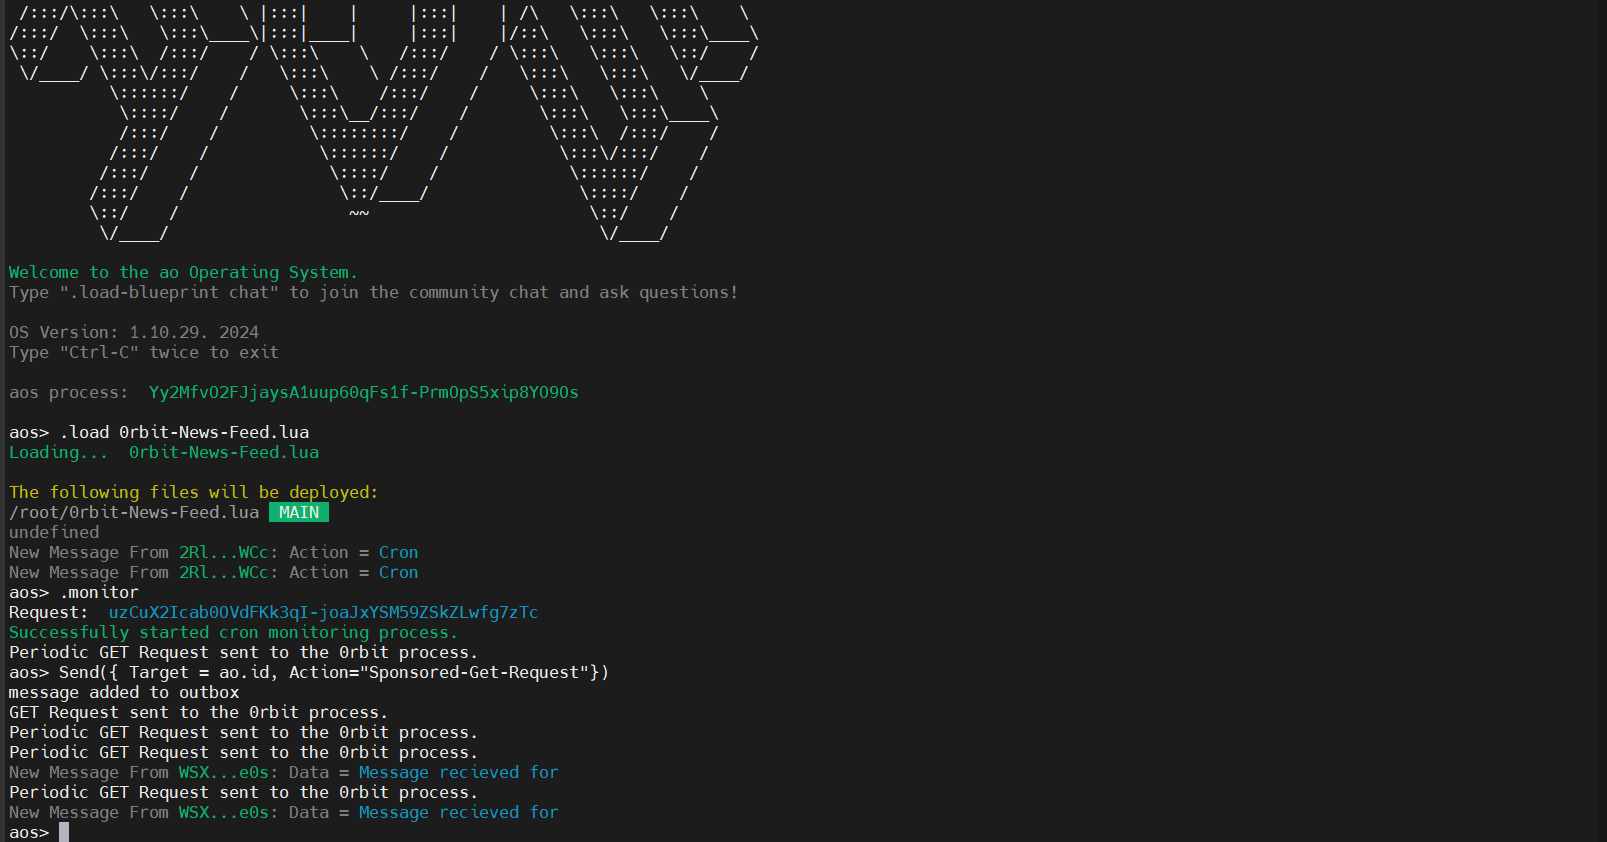 Welcome to the ao Operating System.
Type ".load-blueprint chat" to join the community chat and ask questions!
OS Version: 1.10.29. 2024
Type "Ctrl-C" twice to exit
aos process:  Yy2MfvO2FJjaysA1uup60qFs1f-PrmOpS5xip8YO9Os
aos> .load 0rbit-News-Feed.lua
Loading...  0rbit-News-Feed.lua
The following files will be deployed:
/root/0rbit-News-Feed.lua  MAIN
undefined
New Message From 2Rl...WCc: Action = Cron
New Message From 2Rl...WCc: Action = Cron
aos> .monitor
Request:  uzCuX2Icab0OVdFKk3qI-joaJxYSM59ZSkZLwfg7zTc
Successfully started cron monitoring process.
Periodic GET Request sent to the 0rbit process.
aos> Send({ Target = ao.id, Action="Sponsored-Get-Request"})
message added to outbox
GET Request sent to the 0rbit process.
Periodic GET Request sent to the 0rbit process.
Periodic GET Request sent to the 0rbit process.
New Message From WSX...e0s: Data = Message recieved for
Periodic GET Request sent to the 0rbit process.
New Message From WSX...e0s: Data = Message recieved for
aos>